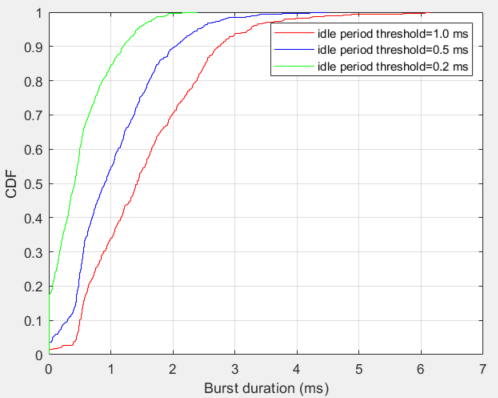 1
0.9
0.8
0.7
0.6
0.5
0.4
0.3
0.2
0.1
0
CDF
idle period threshold=1.0 ms
idle period threshold=0.5 ms
idle period threshold=0.2 ms
0 1 2 3 4 5 6 7
Burst duration (ms)